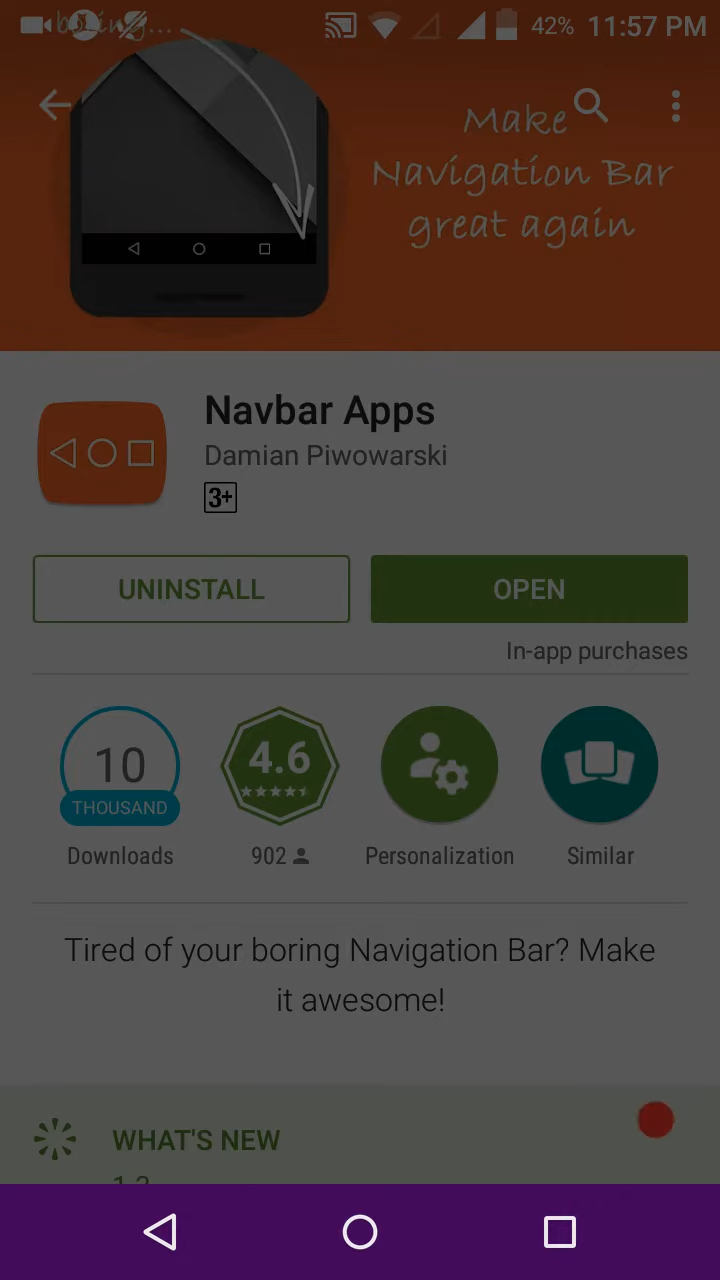 boring...
42% 11:57 PM
Make
Navigation Bar
great again
Navbar Apps
Damian Piwowarski
3+
UNINSTALL
OPEN
In-app purchases
10
THOUSAND
Downloads
4.6
902
Personalization
Similar
Tired of your boring Navigation Bar? Make
it awesome!
WHAT'S NEW